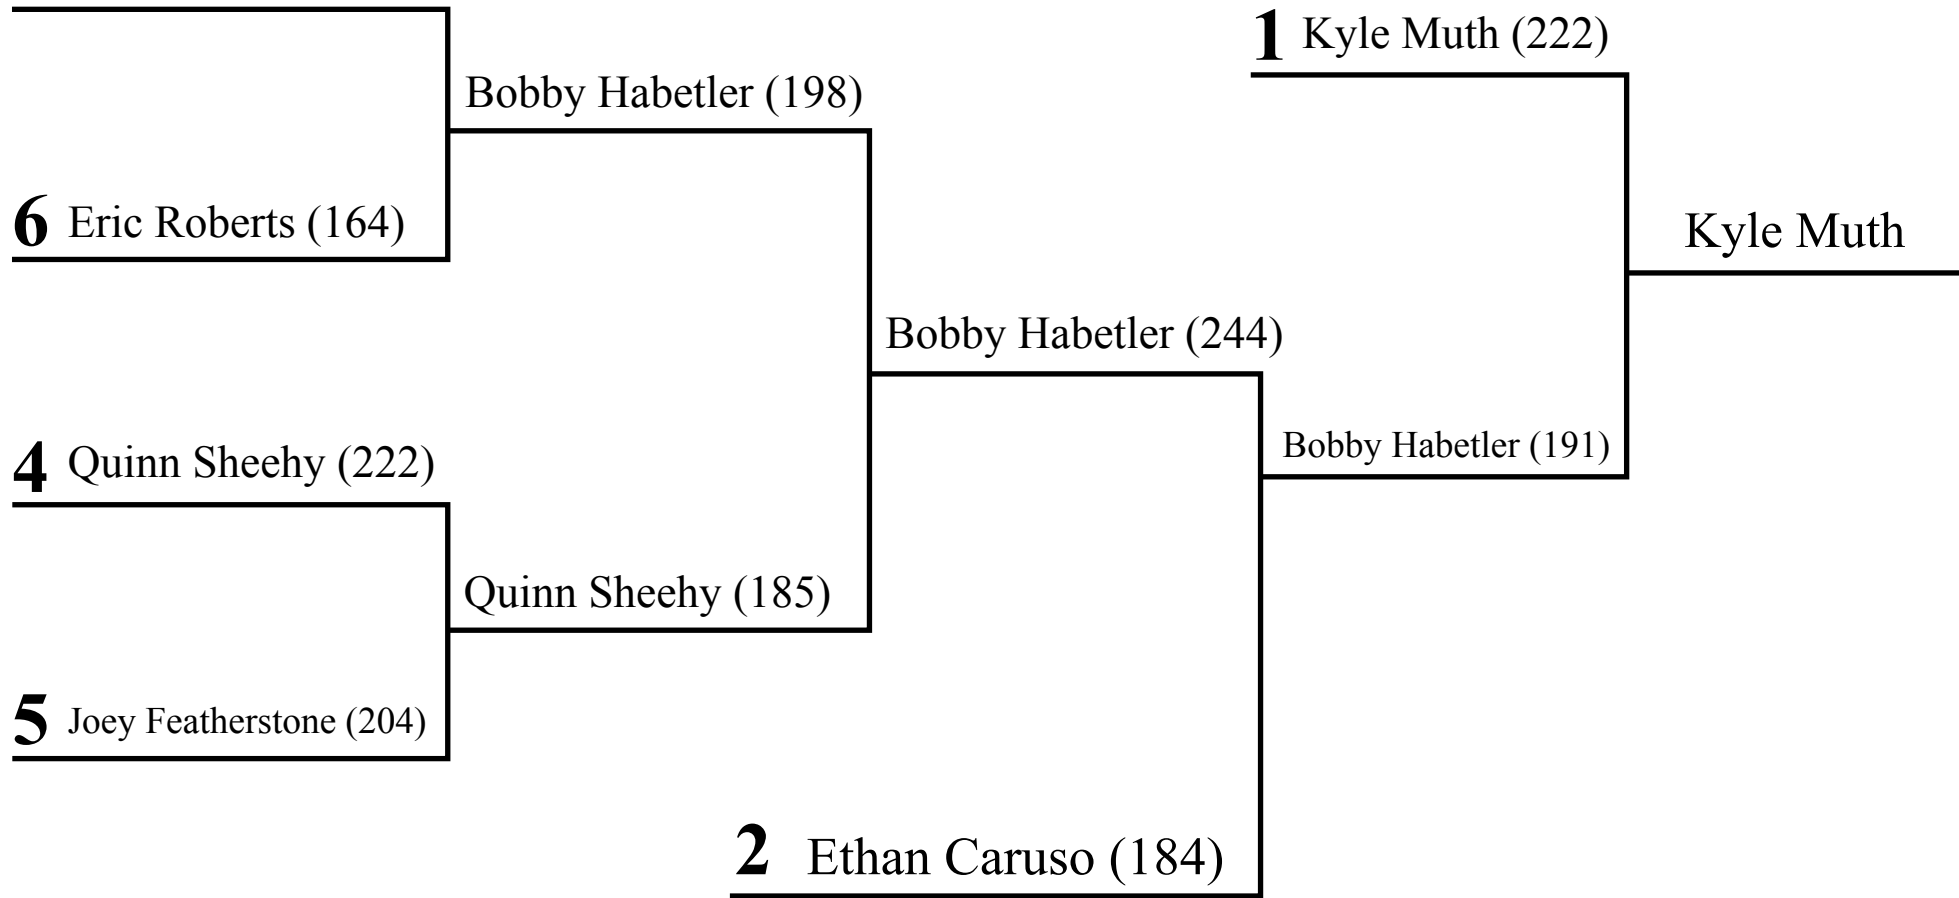 1 Kyle Muth (222)
Bobby Habetler (198)
6 Eric Roberts (164)
Kyle Muth
Bobby Habetler (244)
Bobby Habetler (191)
4 Quinn Sheehy (222)
Quinn Sheehy (185)
5 Joey Featherstone (204)
2 Ethan Caruso (184)